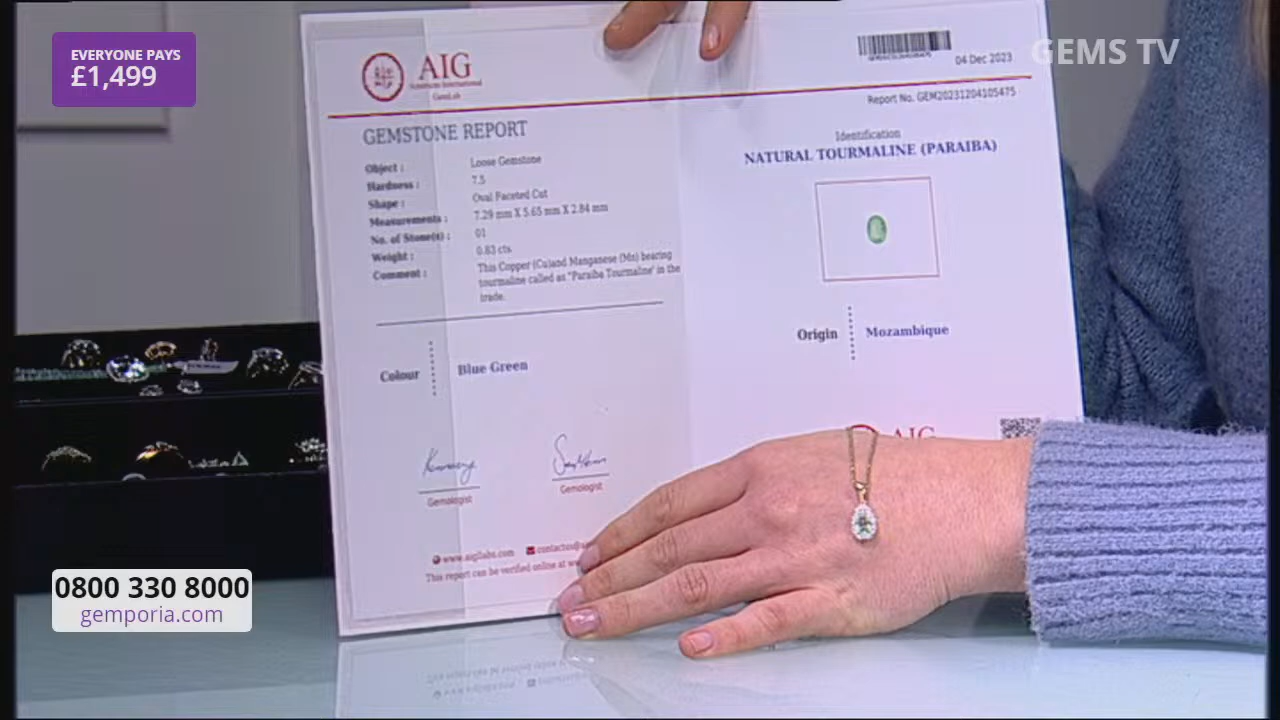 EVERYONE PAYS
£1,499
GEMS TV
AIG
American International
GemLab
04 Dec 2023
Report No. GEM20231204105475
GEMSTONE REPORT
Object : Loose Gemstone
Hardness : 7.5
Shape : Oval Faceted Cut
Measurements : 7.29 mm X 5.65 mm X 2.84 mm
No. of Stone(s) : 01
Weight : 0.83 cts
Comment : This Copper (Cu)and Manganese (Mn) bearing
tourmaline called as "Paraiba Tourmaline' in the
trade.
Colour Blue Green
Gemologist
Gemologist
www.aiglabs.com
This report can be verified online at
Identification
NATURAL TOURMALINE (PARAIBA)
Origin Mozambique
AIG
0800 330 8000
gemporia.com